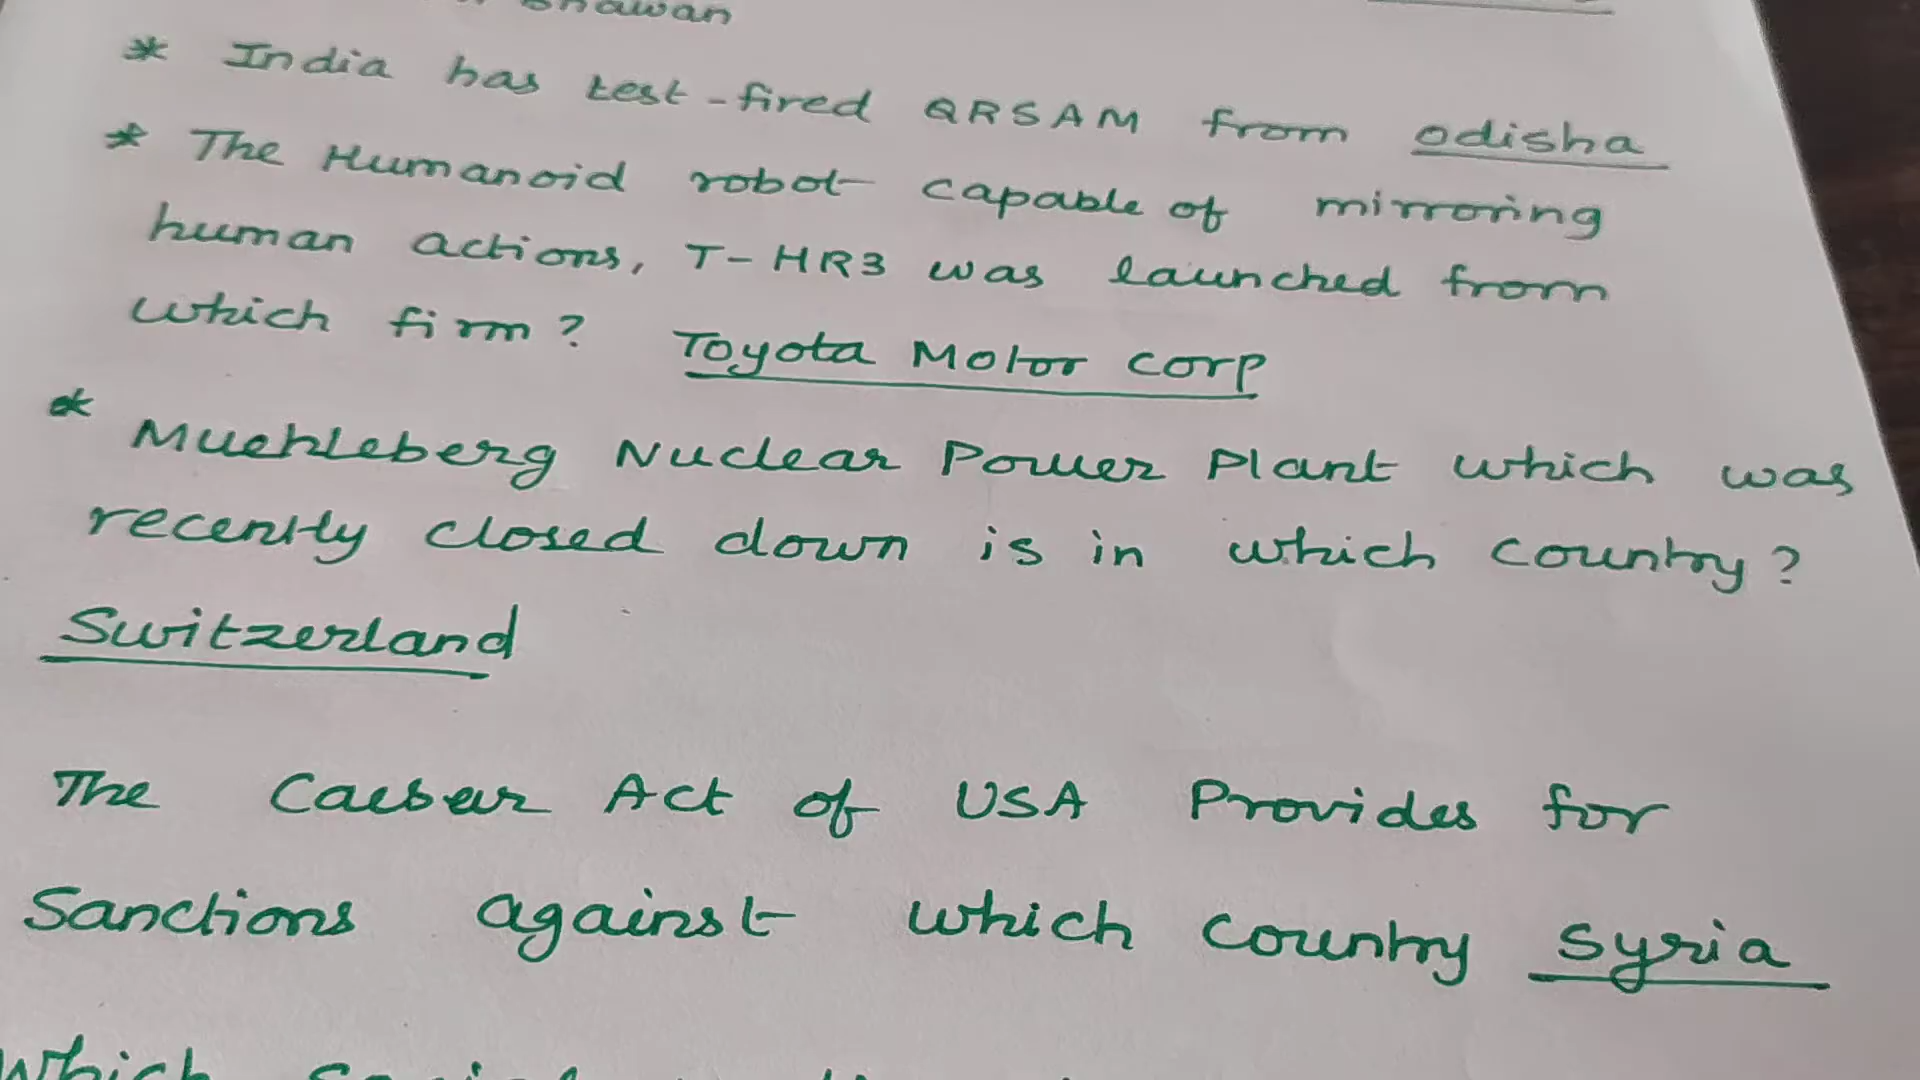 Bhawan
* India has test-fired QRSAM from odisha
* The Humanoid robot capable of mirroring
human actions, T-HR3 was launched from
which firm? Toyota Motor corp
* Muehleberg Nuclear Power Plant which was
recently closed down is in which country?
Switzerland
The Caesar Act of USA Provides for
Sanctions against which country Syria
Which